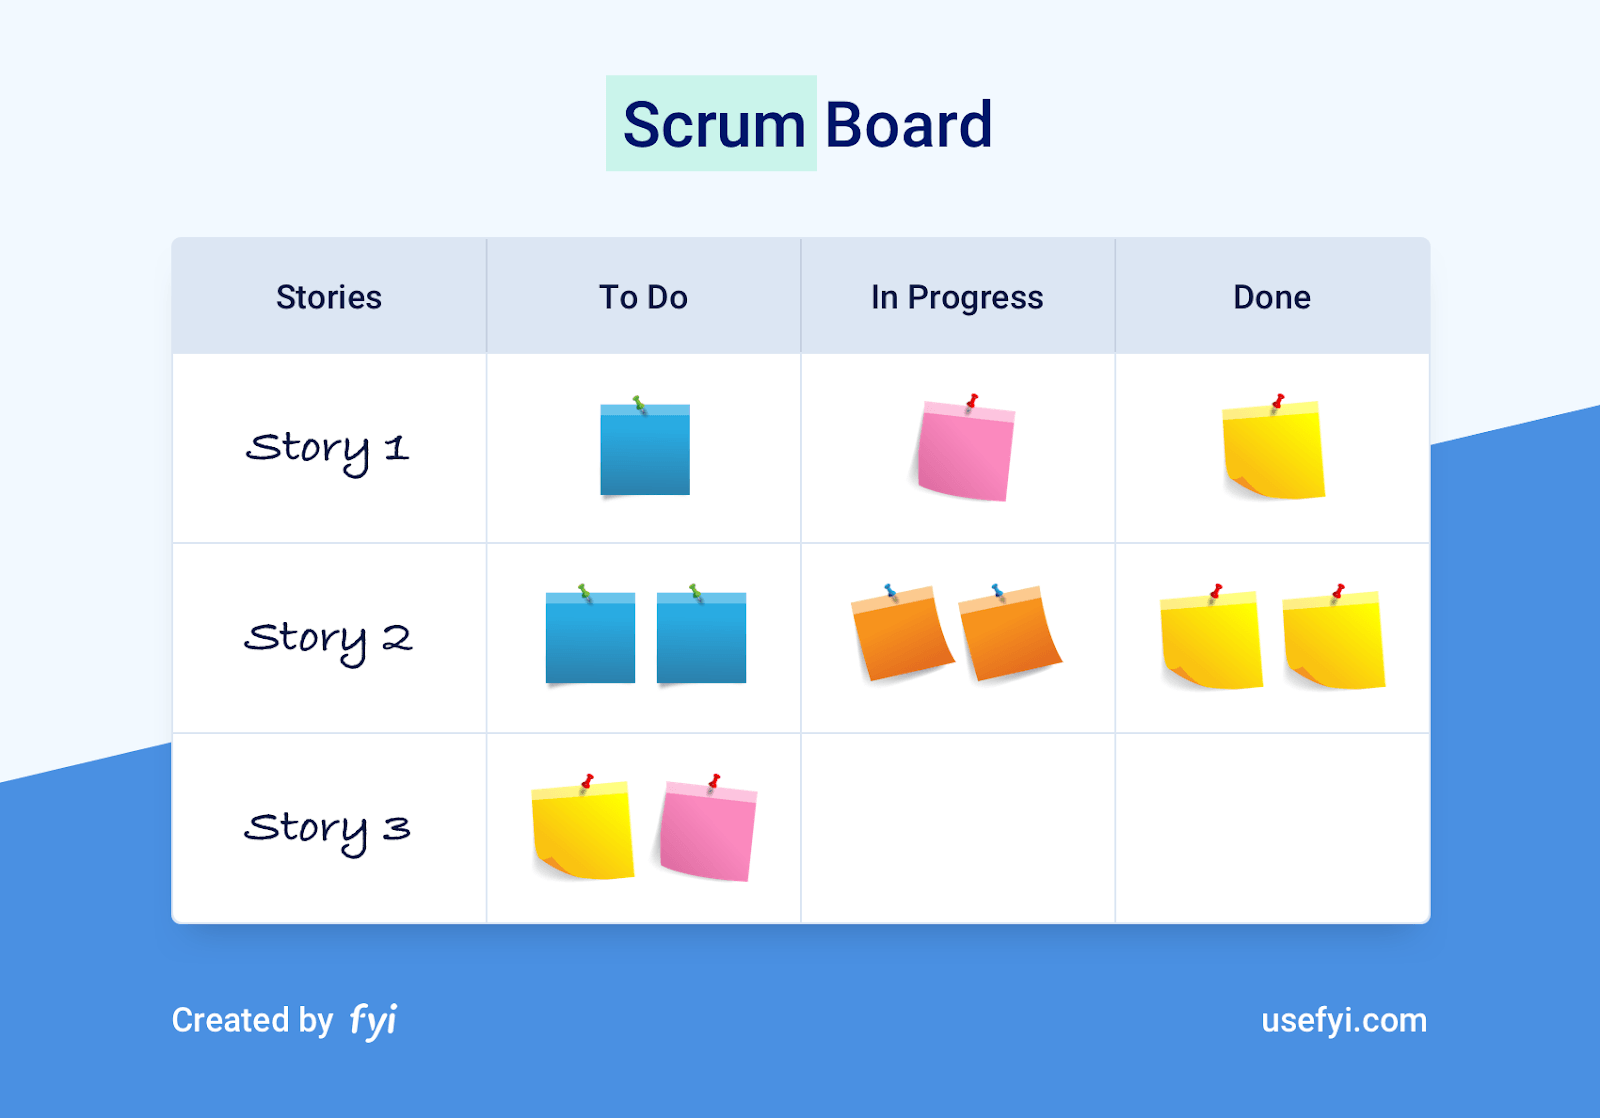 Scrum Board
Stories To Do In Progress Done
Story 1
Story 2
Story 3
Created by fyi usefyi.com